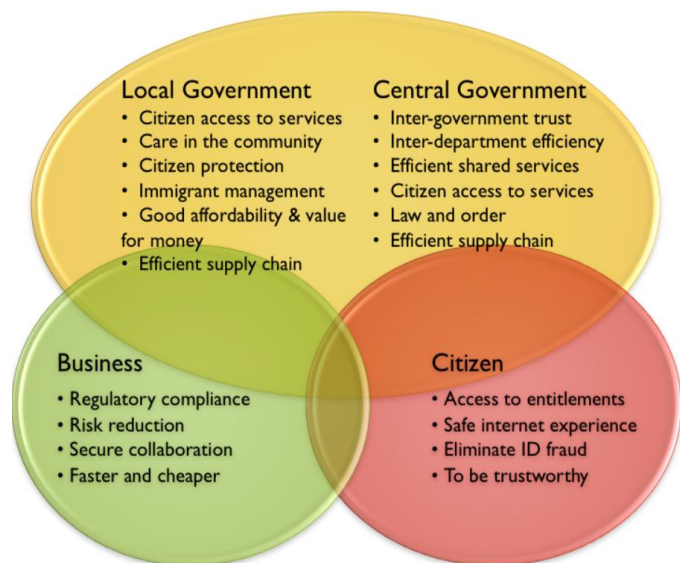 Local Government
• Citizen access to services
• Care in the community
• Citizen protection
• Immigrant management
• Good affordability & value
for money
• Efficient supply chain
Central Government
• Inter-government trust
• Inter-department efficiency
• Efficient shared services
• Citizen access to services
• Law and order
• Efficient supply chain
Business
• Regulatory compliance
• Risk reduction
• Secure collaboration
• Faster and cheaper
Citizen
• Access to entitlements
• Safe internet experience
• Eliminate ID fraud
• To be trustworthy